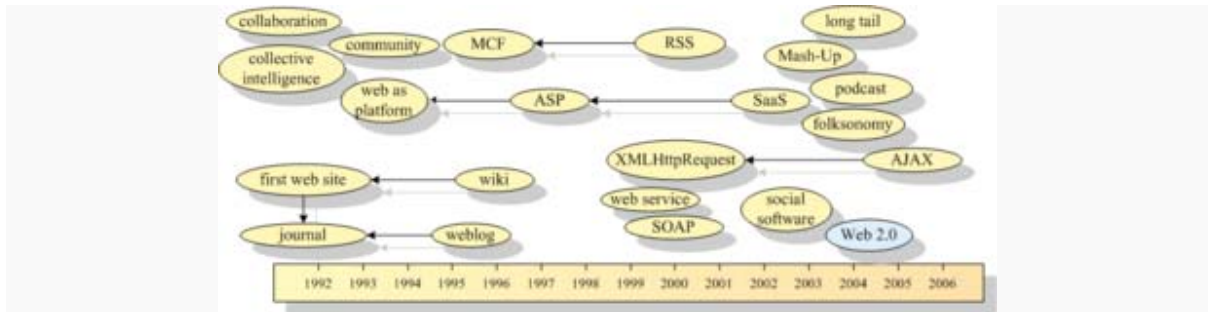 collaboration
long tail
community
MCF
RSS
collective
intelligence
Mash-Up
web as
platform
ASP
SaaS
podcast
folksonomy
XMLHttpRequest
AJAX
first web site
wiki
web service
social
software
SOAP
journal
weblog
Web 2.0
1992 1993 1994 1995 1996 1997 1998 1999 2000 2001 2002 2003 2004 2005 2006